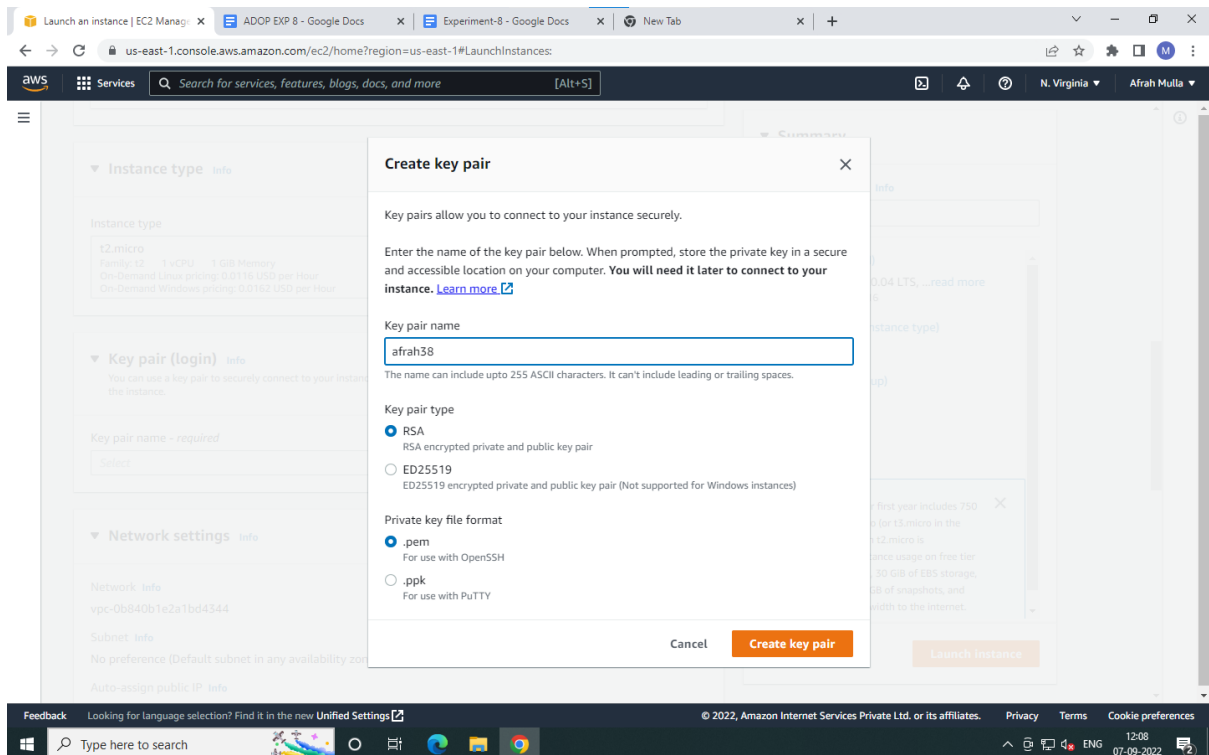 Launch an instance | EC2 Manage
ADOP EXP 8 - Google Docs
Experiment-8 - Google Docs
New Tab
us-east-1.console.aws.amazon.com/ec2/home?region=us-east-1#LaunchInstances:
M
aws
Services
Search for services, features, blogs, docs, and more
[Alt+S]
N. Virginia
Afrah Mulla
Summary
Instance type Info
Info
Instance type
t2.micro
Family: t2 1 vCPU 1 GiB Memory
On-Demand Linux pricing: 0.0116 USD per Hour
On-Demand Windows pricing: 0.0162 USD per Hour
0.04 LTS, ...read more
nstance type)
Key pair (login) Info
You can use a key pair to securely connect to your instanc
the instance.
up)
Key pair name - required
Select
r first year includes 750
o (or t3.micro in the
t2.micro is
tance usage on free tier
, 30 GiB of EBS storage,
GB of snapshots, and
width to the internet.
Network settings Info
Network Info
vpc-0b840b1e2a1bd4344
Subnet Info
No preference (Default subnet in any availability zon
Auto-assign public IP Info
Launch instance
Create key pair
Key pairs allow you to connect to your instance securely.
Enter the name of the key pair below. When prompted, store the private key in a secure
and accessible location on your computer. You will need it later to connect to your
instance. Learn more
Key pair name
afrah38
The name can include upto 255 ASCII characters. It can't include leading or trailing spaces.
Key pair type
RSA
RSA encrypted private and public key pair
ED25519
ED25519 encrypted private and public key pair (Not supported for Windows instances)
Private key file format
.pem
For use with OpenSSH
.ppk
For use with PuTTY
Cancel
Create key pair
Feedback
Looking for language selection? Find it in the new Unified Settings
© 2022, Amazon Internet Services Private Ltd. or its affiliates.
Privacy
Terms
Cookie preferences
Type here to search
ENG
12:08
07-09-2022
2